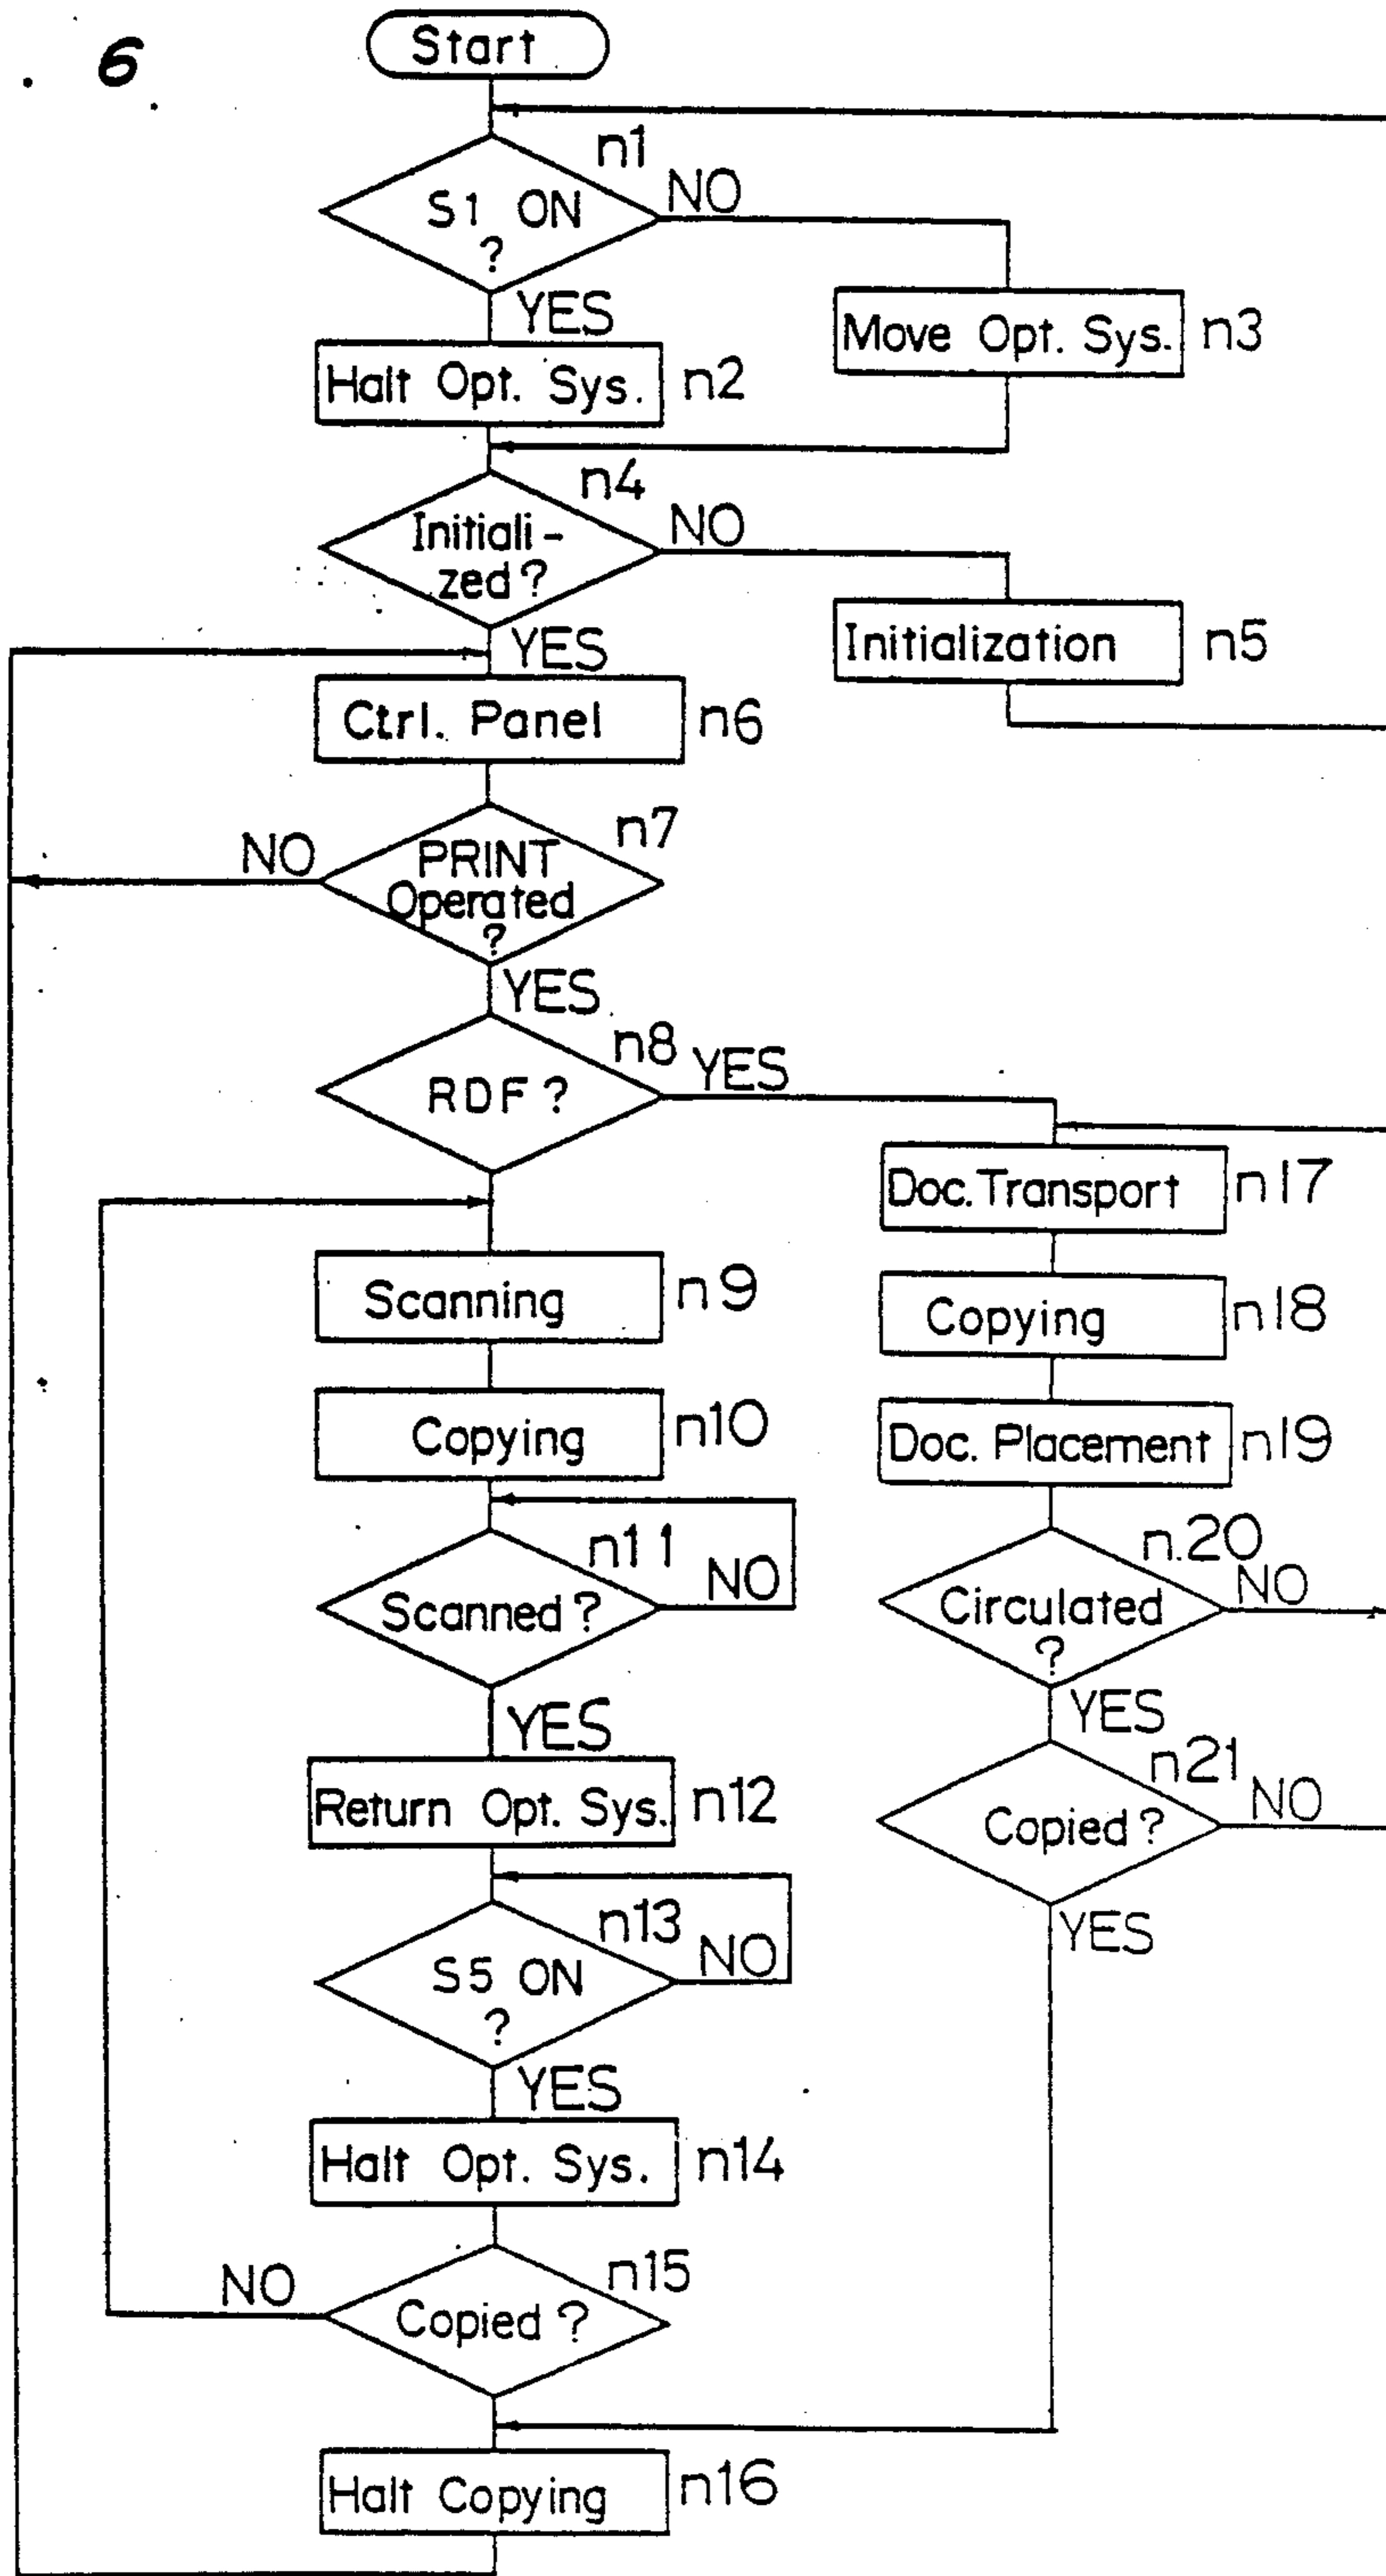 6
Start
n1
S1 ON
?
NO
YES
Move Opt. Sys.
n3
Halt Opt. Sys.
n2
n4
Initiali-
zed?
NO
YES
Initialization
n5
Ctrl. Panel
n6
n7
NO
PRINT
Operated
?
YES
n8
YES
RDF?
Doc. Transport
n17
Scanning
n9
Copying
n18
Copying
n10
Doc. Placement
n19
n11
NO
Scanned?
n.20
NO
Circulated
?
YES
YES
n21
NO
Copied?
Return Opt. Sys.
n12
n13
NO
S5 ON
?
YES
YES
Halt Opt. Sys.
n14
n15
NO
Copied?
Halt Copying
n16